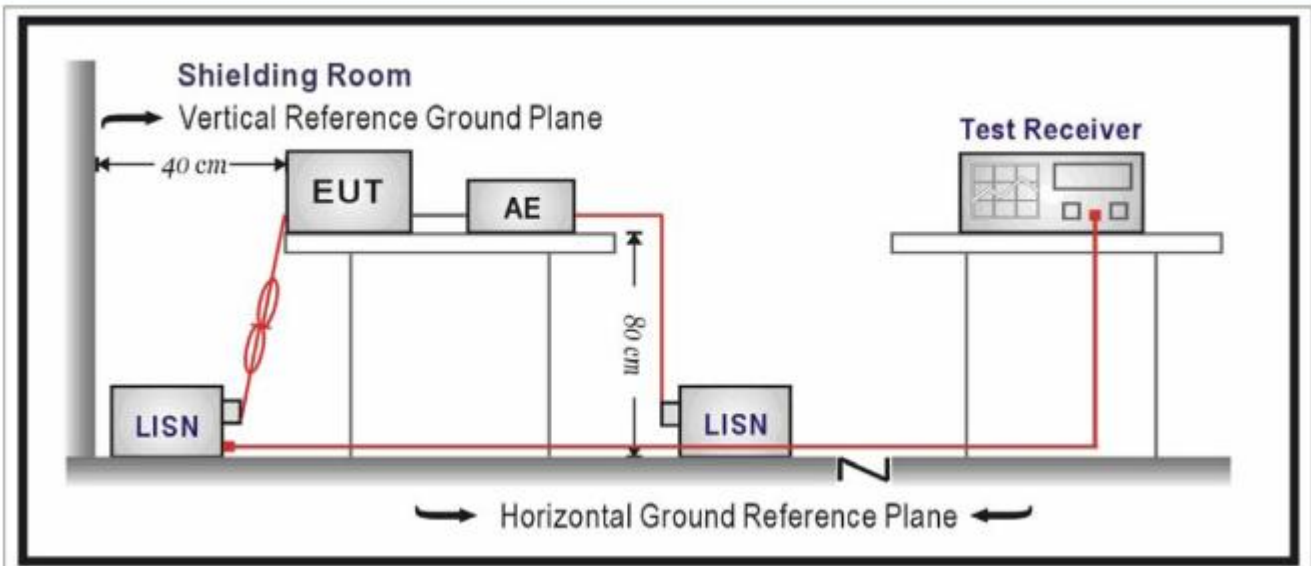 Shielding Room
Vertical Reference Ground Plane
40 cm
EUT
AE
Test Receiver
80 cm
LISN
LISN
Horizontal Ground Reference Plane